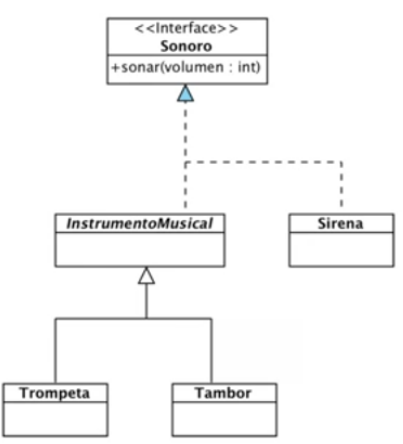 <<Interface>>
Sonoro
+sonar(volumen : int)
InstrumentoMusical
Sirena
Trompeta
Tambor